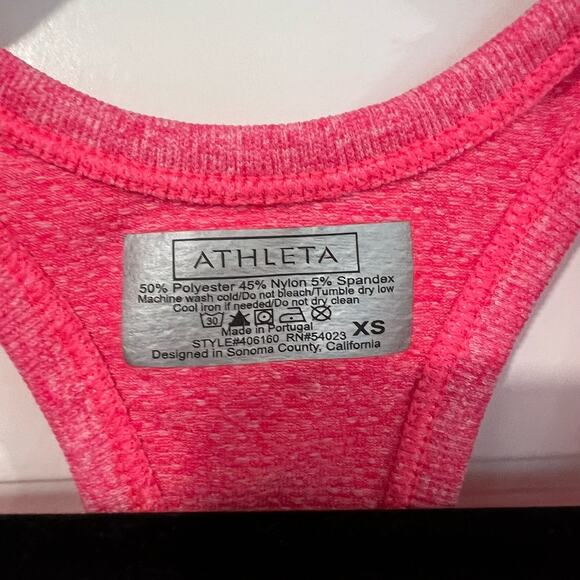 ATHLETA
50% Polyester 45% Nylon 5% Spandex
Machine wash cold/Do not bleach/Tumble dry low
Cool iron if needed/Do not dry clean
30
Made in Portugal
XS
STYLE#406160 RN#54023
Designed in Sonoma County, California